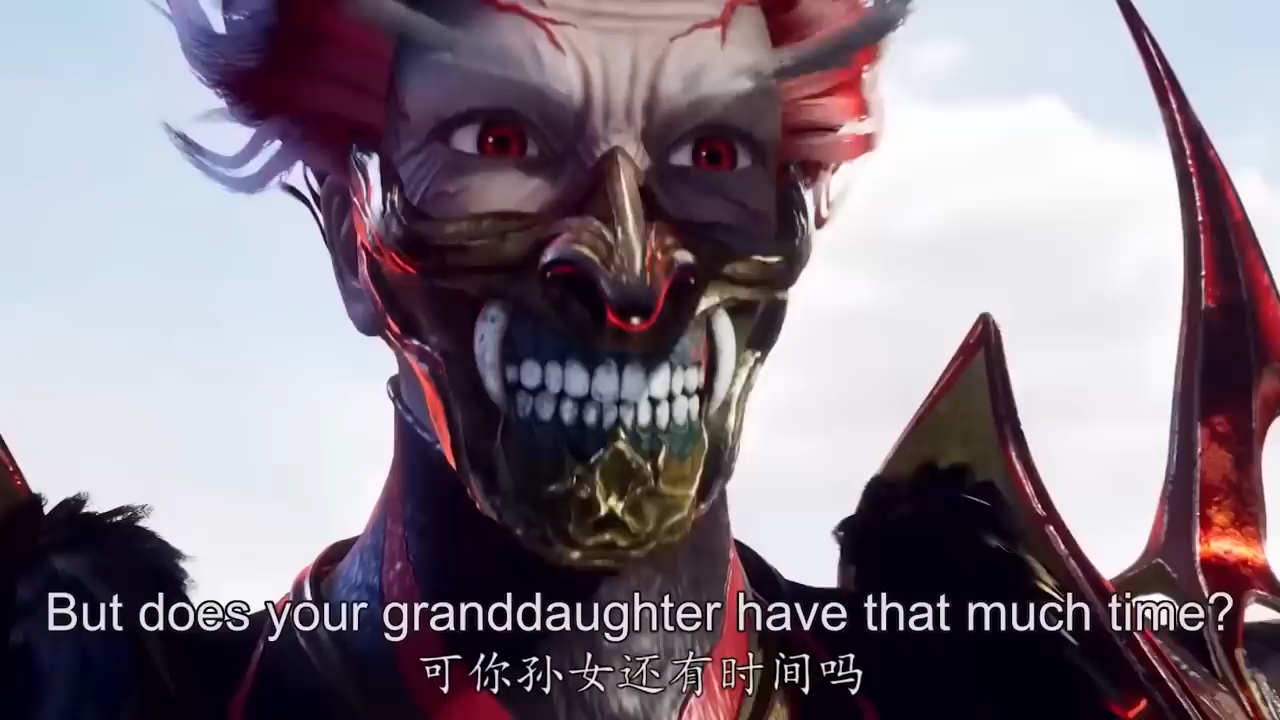 But does your granddaughter have that much time?
可你孙女还有时间吗